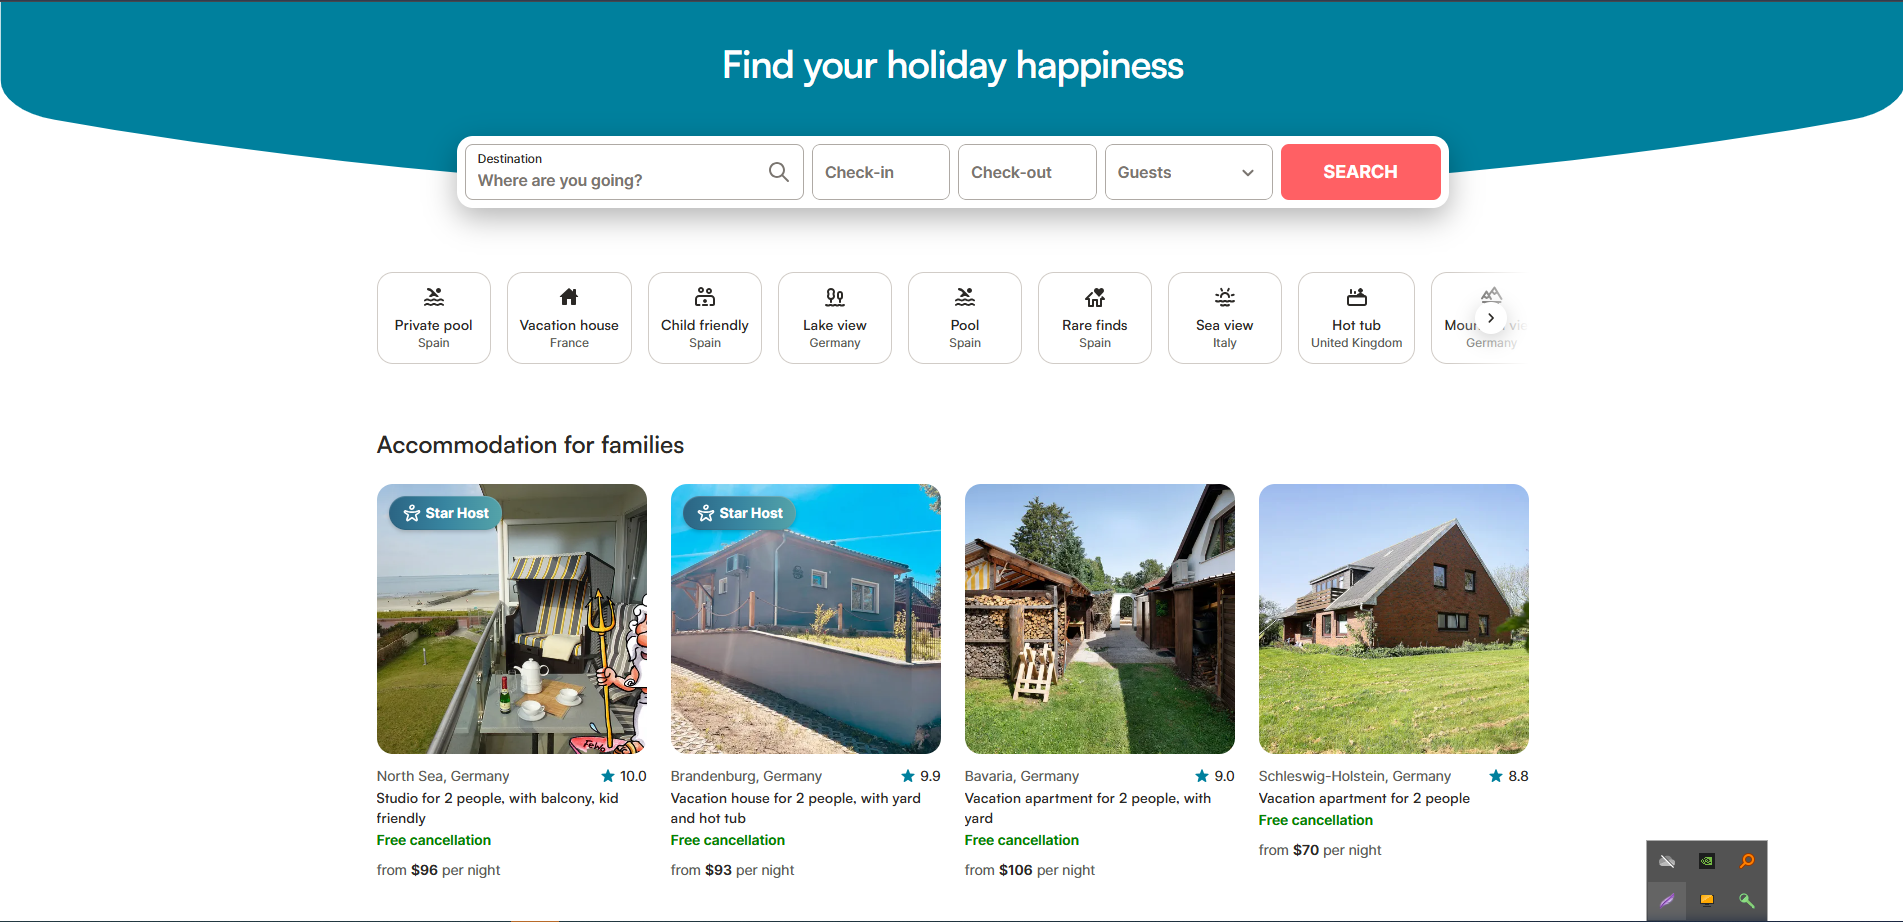 Find your holiday happiness
Destination
Where are you going?
Check-in
Check-out
Guests
SEARCH
Private pool
Spain
Vacation house
France
Child friendly
Spain
Lake view
Germany
Pool
Spain
Rare finds
Spain
Sea view
Italy
Hot tub
United Kingdom
Germany
Accommodation for families
Star Host
Star Host
FeWo
North Sea, Germany
10.0
Studio for 2 people, with balcony, kid
friendly
Free cancellation
from $96 per night
Brandenburg, Germany
9.9
Vacation house for 2 people, with yard
and hot tub
Free cancellation
from $93 per night
Bavaria, Germany
9.0
Vacation apartment for 2 people, with
yard
Free cancellation
from $106 per night
Schleswig-Holstein, Germany
8.8
Vacation apartment for 2 people
Free cancellation
from $70 per night